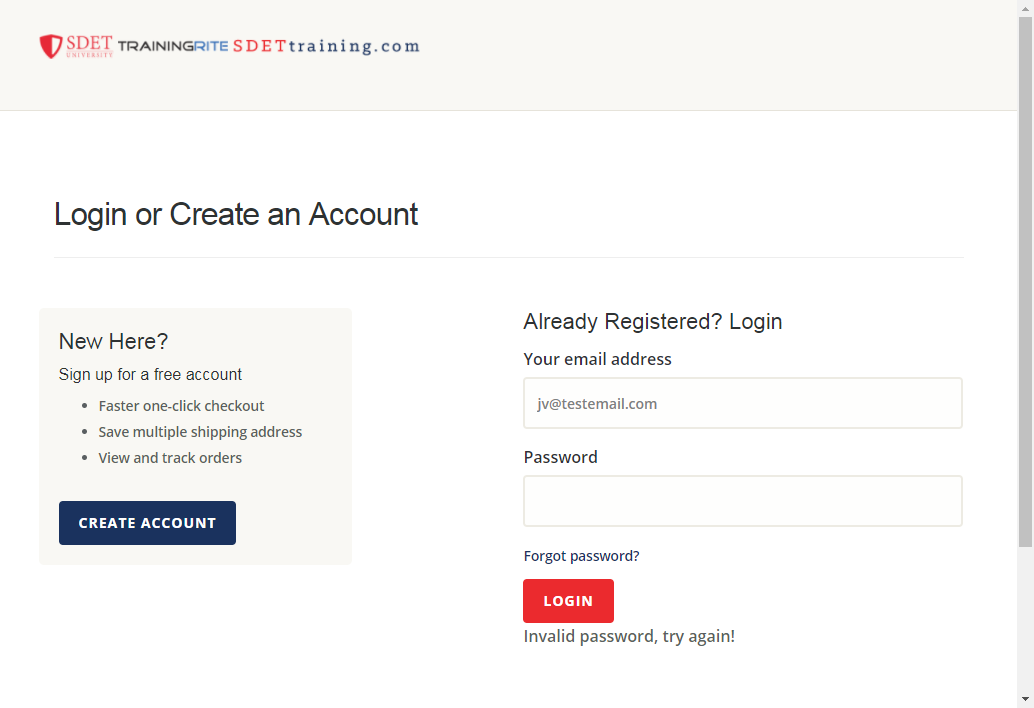 SDET UNIVERSITY TRAININGRITE SDETtraining.com
Login or Create an Account
New Here?
Sign up for a free account
Faster one-click checkout
Save multiple shipping address
View and track orders
CREATE ACCOUNT
Already Registered? Login
Your email address
jv@testemail.com
Password
Forgot password?
LOGIN
Invalid password, try again!